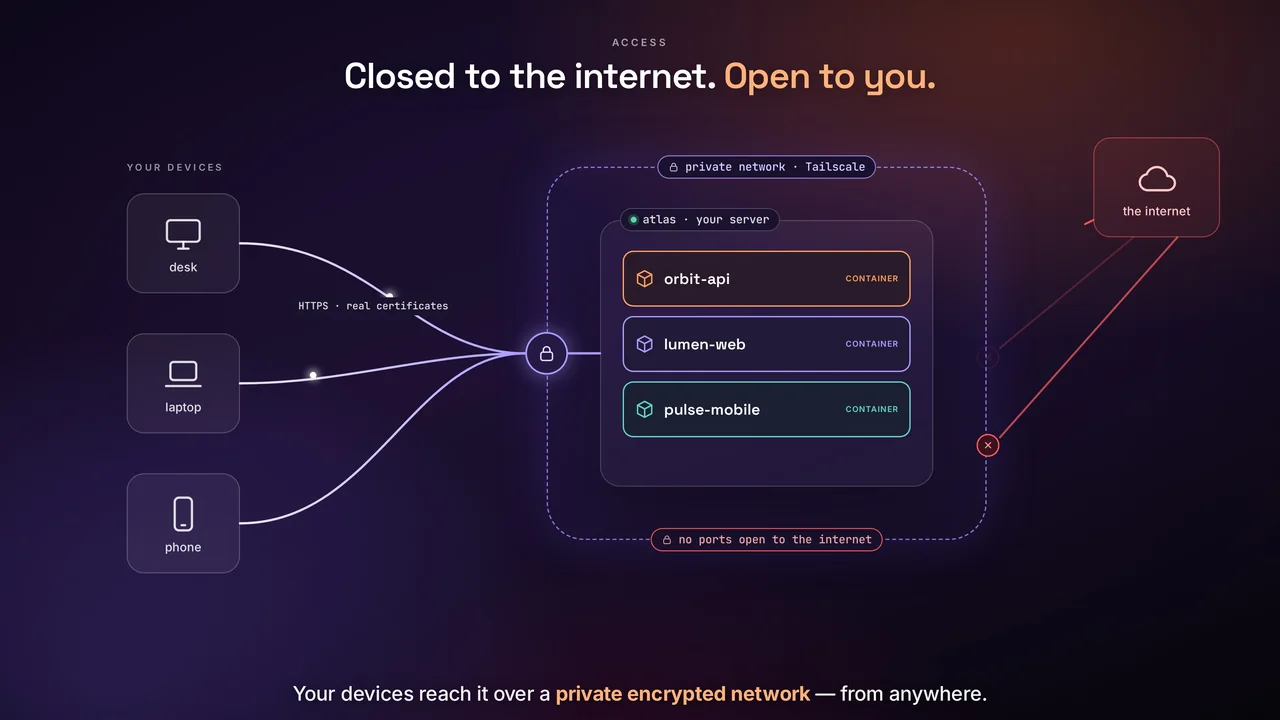 ACCESS
Closed to the internet. Open to you.
YOUR DEVICES
desk
laptop
phone
HTTPS · real certificates
private network · Tailscale
atlas · your server
orbit-api CONTAINER
lumen-web CONTAINER
pulse-mobile CONTAINER
no ports open to the internet
the internet
Your devices reach it over a private encrypted network — from anywhere.